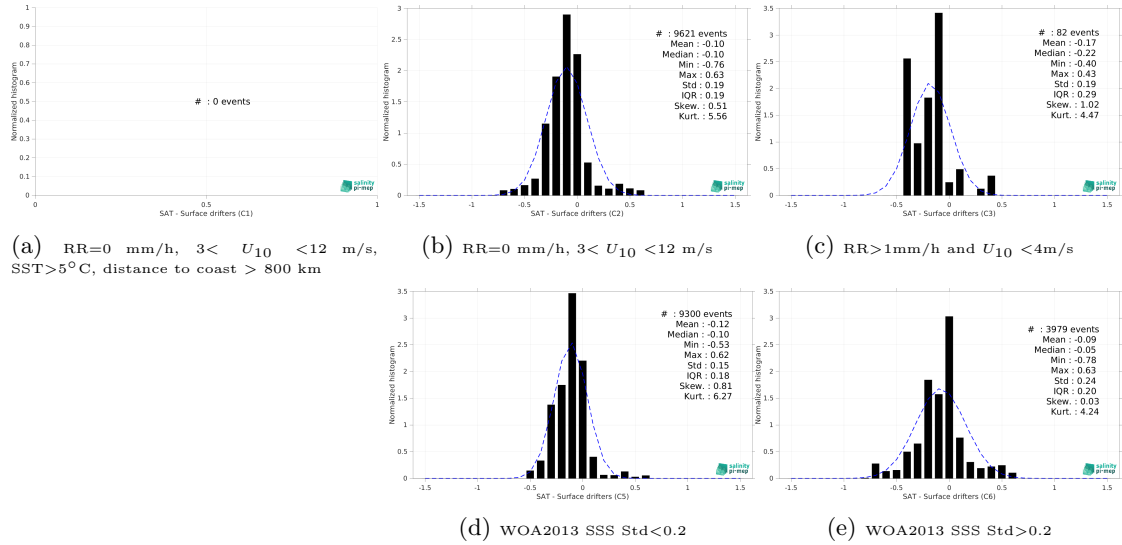 1
0.9
0.8
0.7
0.6
0.5
0.4
0.3
0.2
0.1
0
Normalized histogram
# : 0 events
0 0.5 1
SAT - Surface drifters (C1)
salinity
pi-mep
(a) RR=0 mm/h, 3< U10 <12 m/s,
SST>5°C, distance to coast > 800 km
3
2.5
2
1.5
1
0.5
0
Normalized histogram
# : 9621 events
Mean : -0.10
Median : -0.10
Min : -0.76
Max : 0.63
Std : 0.19
IQR : 0.19
Skew. : 0.51
Kurt. : 5.56
-1.5 -1 -0.5 0 0.5 1 1.5
SAT - Surface drifters (C2)
salinity
pi-mep
(b) RR=0 mm/h, 3< U10 <12 m/s
3.5
3
2.5
2
1.5
1
0.5
0
Normalized histogram
# : 82 events
Mean : -0.17
Median : -0.22
Min : -0.40
Max : 0.43
Std : 0.19
IQR : 0.29
Skew. : 1.02
Kurt. : 4.47
-1.5 -1 -0.5 0 0.5 1 1.5
SAT - Surface drifters (C3)
salinity
pi-mep
(c) RR>1mm/h and U10 <4m/s
3.5
3
2.5
2
1.5
1
0.5
0
Normalized histogram
# : 9300 events
Mean : -0.12
Median : -0.10
Min : -0.53
Max : 0.62
Std : 0.15
IQR : 0.18
Skew. : 0.81
Kurt. : 6.27
-1.5 -1 -0.5 0 0.5 1 1.5
SAT - Surface drifters (C5)
salinity
pi-mep
(d) WOA2013 SSS Std<0.2
3.5
3
2.5
2
1.5
1
0.5
0
Normalized histogram
# : 3979 events
Mean : -0.09
Median : -0.05
Min : -0.78
Max : 0.63
Std : 0.24
IQR : 0.20
Skew. : 0.03
Kurt. : 4.24
-1.5 -1 -0.5 0 0.5 1 1.5
SAT - Surface drifters (C6)
salinity
pi-mep
(e) WOA2013 SSS Std>0.2